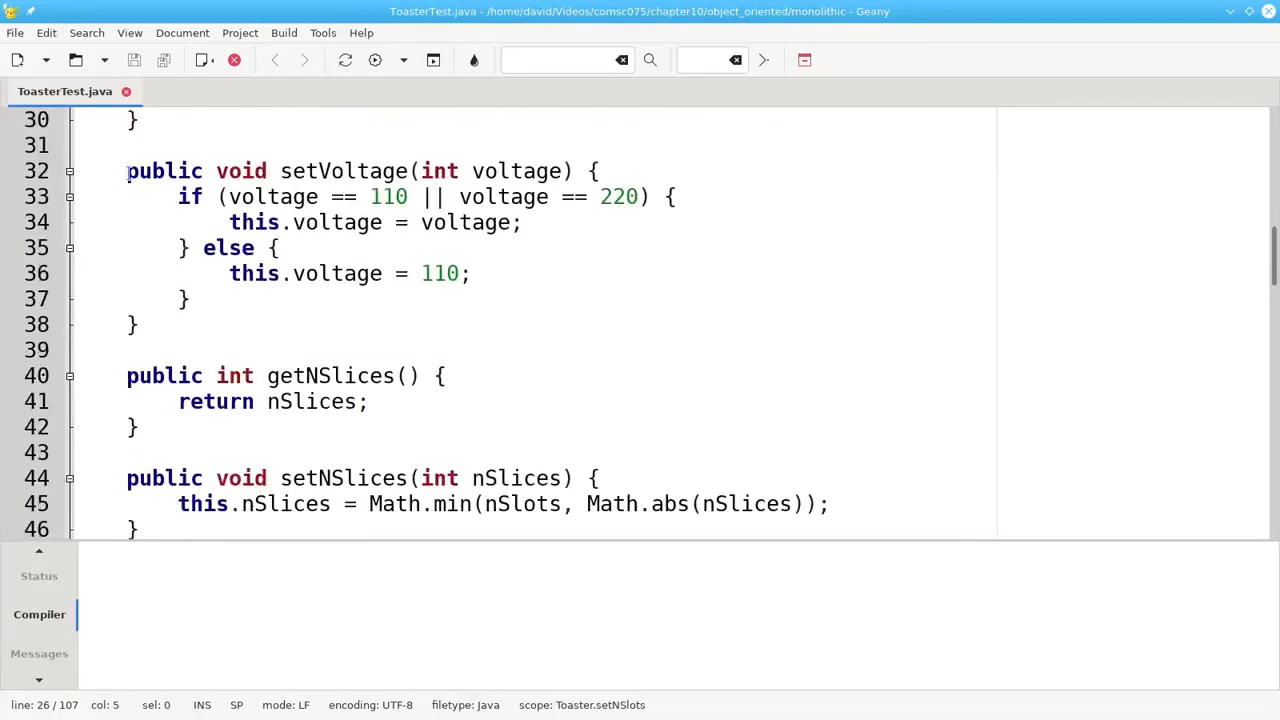 ToasterTest.java - /home/david/Videos/comsc075/chapter10/object_oriented/monolithic - Geany
File Edit Search View Document Project Build Tools Help
ToasterTest.java
30 }
31
32 public void setVoltage(int voltage) {
33 if (voltage == 110 || voltage == 220) {
34 this.voltage = voltage;
35 } else {
36 this.voltage = 110;
37 }
38 }
39
40 public int getNSlices() {
41 return nSlices;
42 }
43
44 public void setNSlices(int nSlices) {
45 this.nSlices = Math.min(nSlots, Math.abs(nSlices));
46 }
Status
Compiler
Messages
line: 26 / 107 col: 5 sel: 0 INS SP mode: LF encoding: UTF-8 filetype: Java scope: Toaster.setNSlots